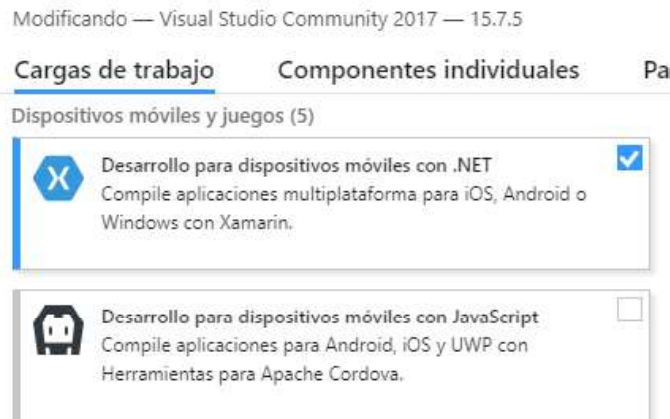 Modificando — Visual Studio Community 2017 — 15.7.5
Cargas de trabajo Componentes individuales Pa
Dispositivos móviles y juegos (5)
Desarrollo para dispositivos móviles con .NET
Compile aplicaciones multiplataforma para iOS, Android o
Windows con Xamarin.
Desarrollo para dispositivos móviles con JavaScript
Compile aplicaciones para Android, iOS y UWP con
Herramientas para Apache Cordova.